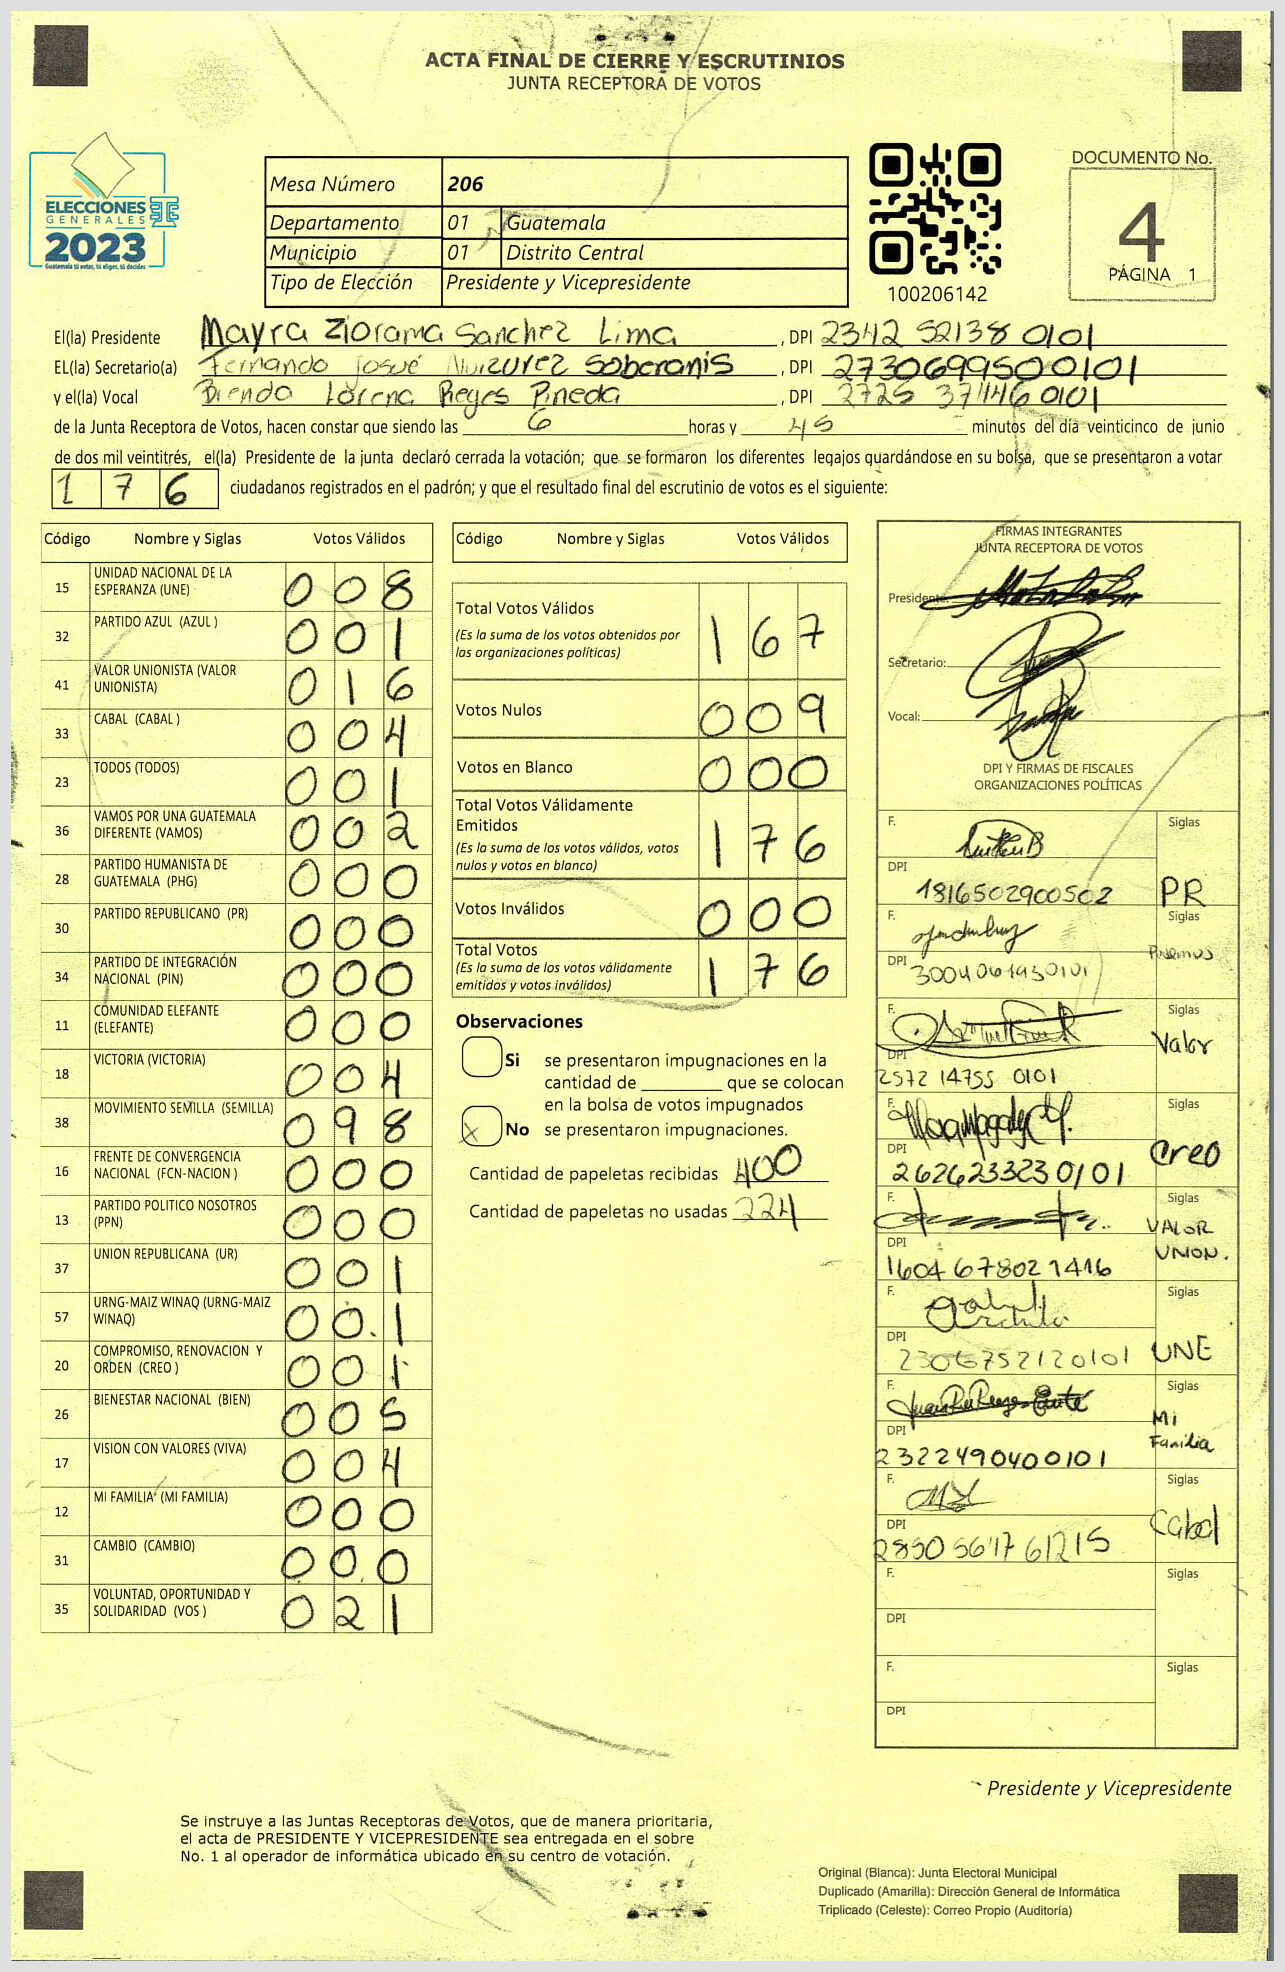 ACTA FINAL DE CIERRE Y ESCRUTINIOS
JUNTA RECEPTORA DE VOTOS
ELECCIONES
GENERALES
2023
Guatemala tú votas, tú eliges, tú decides
Mesa Número 206
Departamento 01 Guatemala
Municipio 01 Distrito Central
Tipo de Elección Presidente y Vicepresidente
100206142
DOCUMENTO No.
4
PÁGINA 1
El(la) Presidente Mayra Ziorama Sanchez Lima, DPI 2342 52138 0101
EL(la) Secretario(a) Fernando Josué Soberanis, DPI 2730699500101
y el(la) Vocal Brenda Lorena Reyes Pineda, DPI 2725 37446 0101
de la Junta Receptora de Votos, hacen constar que siendo las 6 horas y 45 minutos del día veinticinco de junio
de dos mil veintitrés, el(la) Presidente de la junta declaró cerrada la votación; que se formaron los diferentes legajos guardándose en su bolsa, que se presentaron a votar
1 7 6 ciudadanos registrados en el padrón; y que el resultado final del escrutinio de votos es el siguiente:
Código Nombre y Siglas Votos Válidos
15 UNIDAD NACIONAL DE LA ESPERANZA (UNE) 0 0 8
32 PARTIDO AZUL (AZUL ) 0 0 1
41 VALOR UNIONISTA (VALOR UNIONISTA) 0 1 6
33 CABAL (CABAL ) 0 0 4
23 TODOS (TODOS) 0 0 1
36 VAMOS POR UNA GUATEMALA DIFERENTE (VAMOS) 0 0 2
28 PARTIDO HUMANISTA DE GUATEMALA (PHG) 0 0 0
30 PARTIDO REPUBLICANO (PR) 0 0 0
34 PARTIDO DE INTEGRACIÓN NACIONAL (PIN) 0 0 0
11 COMUNIDAD ELEFANTE (ELEFANTE) 0 0 0
18 VICTORIA (VICTORIA) 0 0 4
38 MOVIMIENTO SEMILLA (SEMILLA) 0 9 8
16 FRENTE DE CONVERGENCIA NACIONAL (FCN-NACION ) 0 0 0
13 PARTIDO POLITICO NOSOTROS (PPN) 0 0 0
37 UNION REPUBLICANA (UR) 0 0 1
57 URNG-MAIZ WINAQ (URNG-MAIZ WINAQ) 0 0 1
20 COMPROMISO, RENOVACION Y ORDEN (CREO ) 0 0 1
26 BIENESTAR NACIONAL (BIEN) 0 0 5
17 VISION CON VALORES (VIVA) 0 0 4
12 MI FAMILIA (MI FAMILIA) 0 0 0
31 CAMBIO (CAMBIO) 0 0 0
35 VOLUNTAD, OPORTUNIDAD Y SOLIDARIDAD (VOS ) 0 2 1
Código Nombre y Siglas Votos Válidos
Total Votos Válidos 1 6 7
(Es la suma de los votos obtenidos por
las organizaciones políticas)
Votos Nulos 0 0 9
Votos en Blanco 0 0 0
Total Votos Válidamente
Emitidos 1 7 6
(Es la suma de los votos válidos, votos
nulos y votos en blanco)
Votos Inválidos 0 0 0
Total Votos 1 7 6
(Es la suma de los votos válidamente
emitidos y votos inválidos)
Observaciones
Si se presentaron impugnaciones en la
cantidad de ________ que se colocan
en la bolsa de votos impugnados
X No se presentaron impugnaciones.
Cantidad de papeletas recibidas 400
Cantidad de papeletas no usadas 224
FIRMAS INTEGRANTES
JUNTA RECEPTORA DE VOTOS
Presidente:
Secretario:
Vocal:
DPI Y FIRMAS DE FISCALES
ORGANIZACIONES POLÍTICAS
F. Siglas
DPI 1816502900502 PR
F. Siglas
DPI 3004061930101
F. Siglas
DPI 2572 14755 0101 Valor
F. Siglas
DPI 2626233230101 Creo
F. Siglas
DPI 1604 67802 1416 VALOR UNION.
F. Siglas
DPI 2306752120101 UNE
F. Siglas
DPI 2322490400101 Mi Familia
F. Siglas
DPI Cabal
F. Siglas
DPI
F. Siglas
DPI
Presidente y Vicepresidente
Se instruye a las Juntas Receptoras de Votos, que de manera prioritaria,
el acta de PRESIDENTE Y VICEPRESIDENTE sea entregada en el sobre
No. 1 al operador de informática ubicado en su centro de votación.
Original (Blanca): Junta Electoral Municipal
Duplicado (Amarilla): Dirección General de Informática
Triplicado (Celeste): Correo Propio (Auditoría)